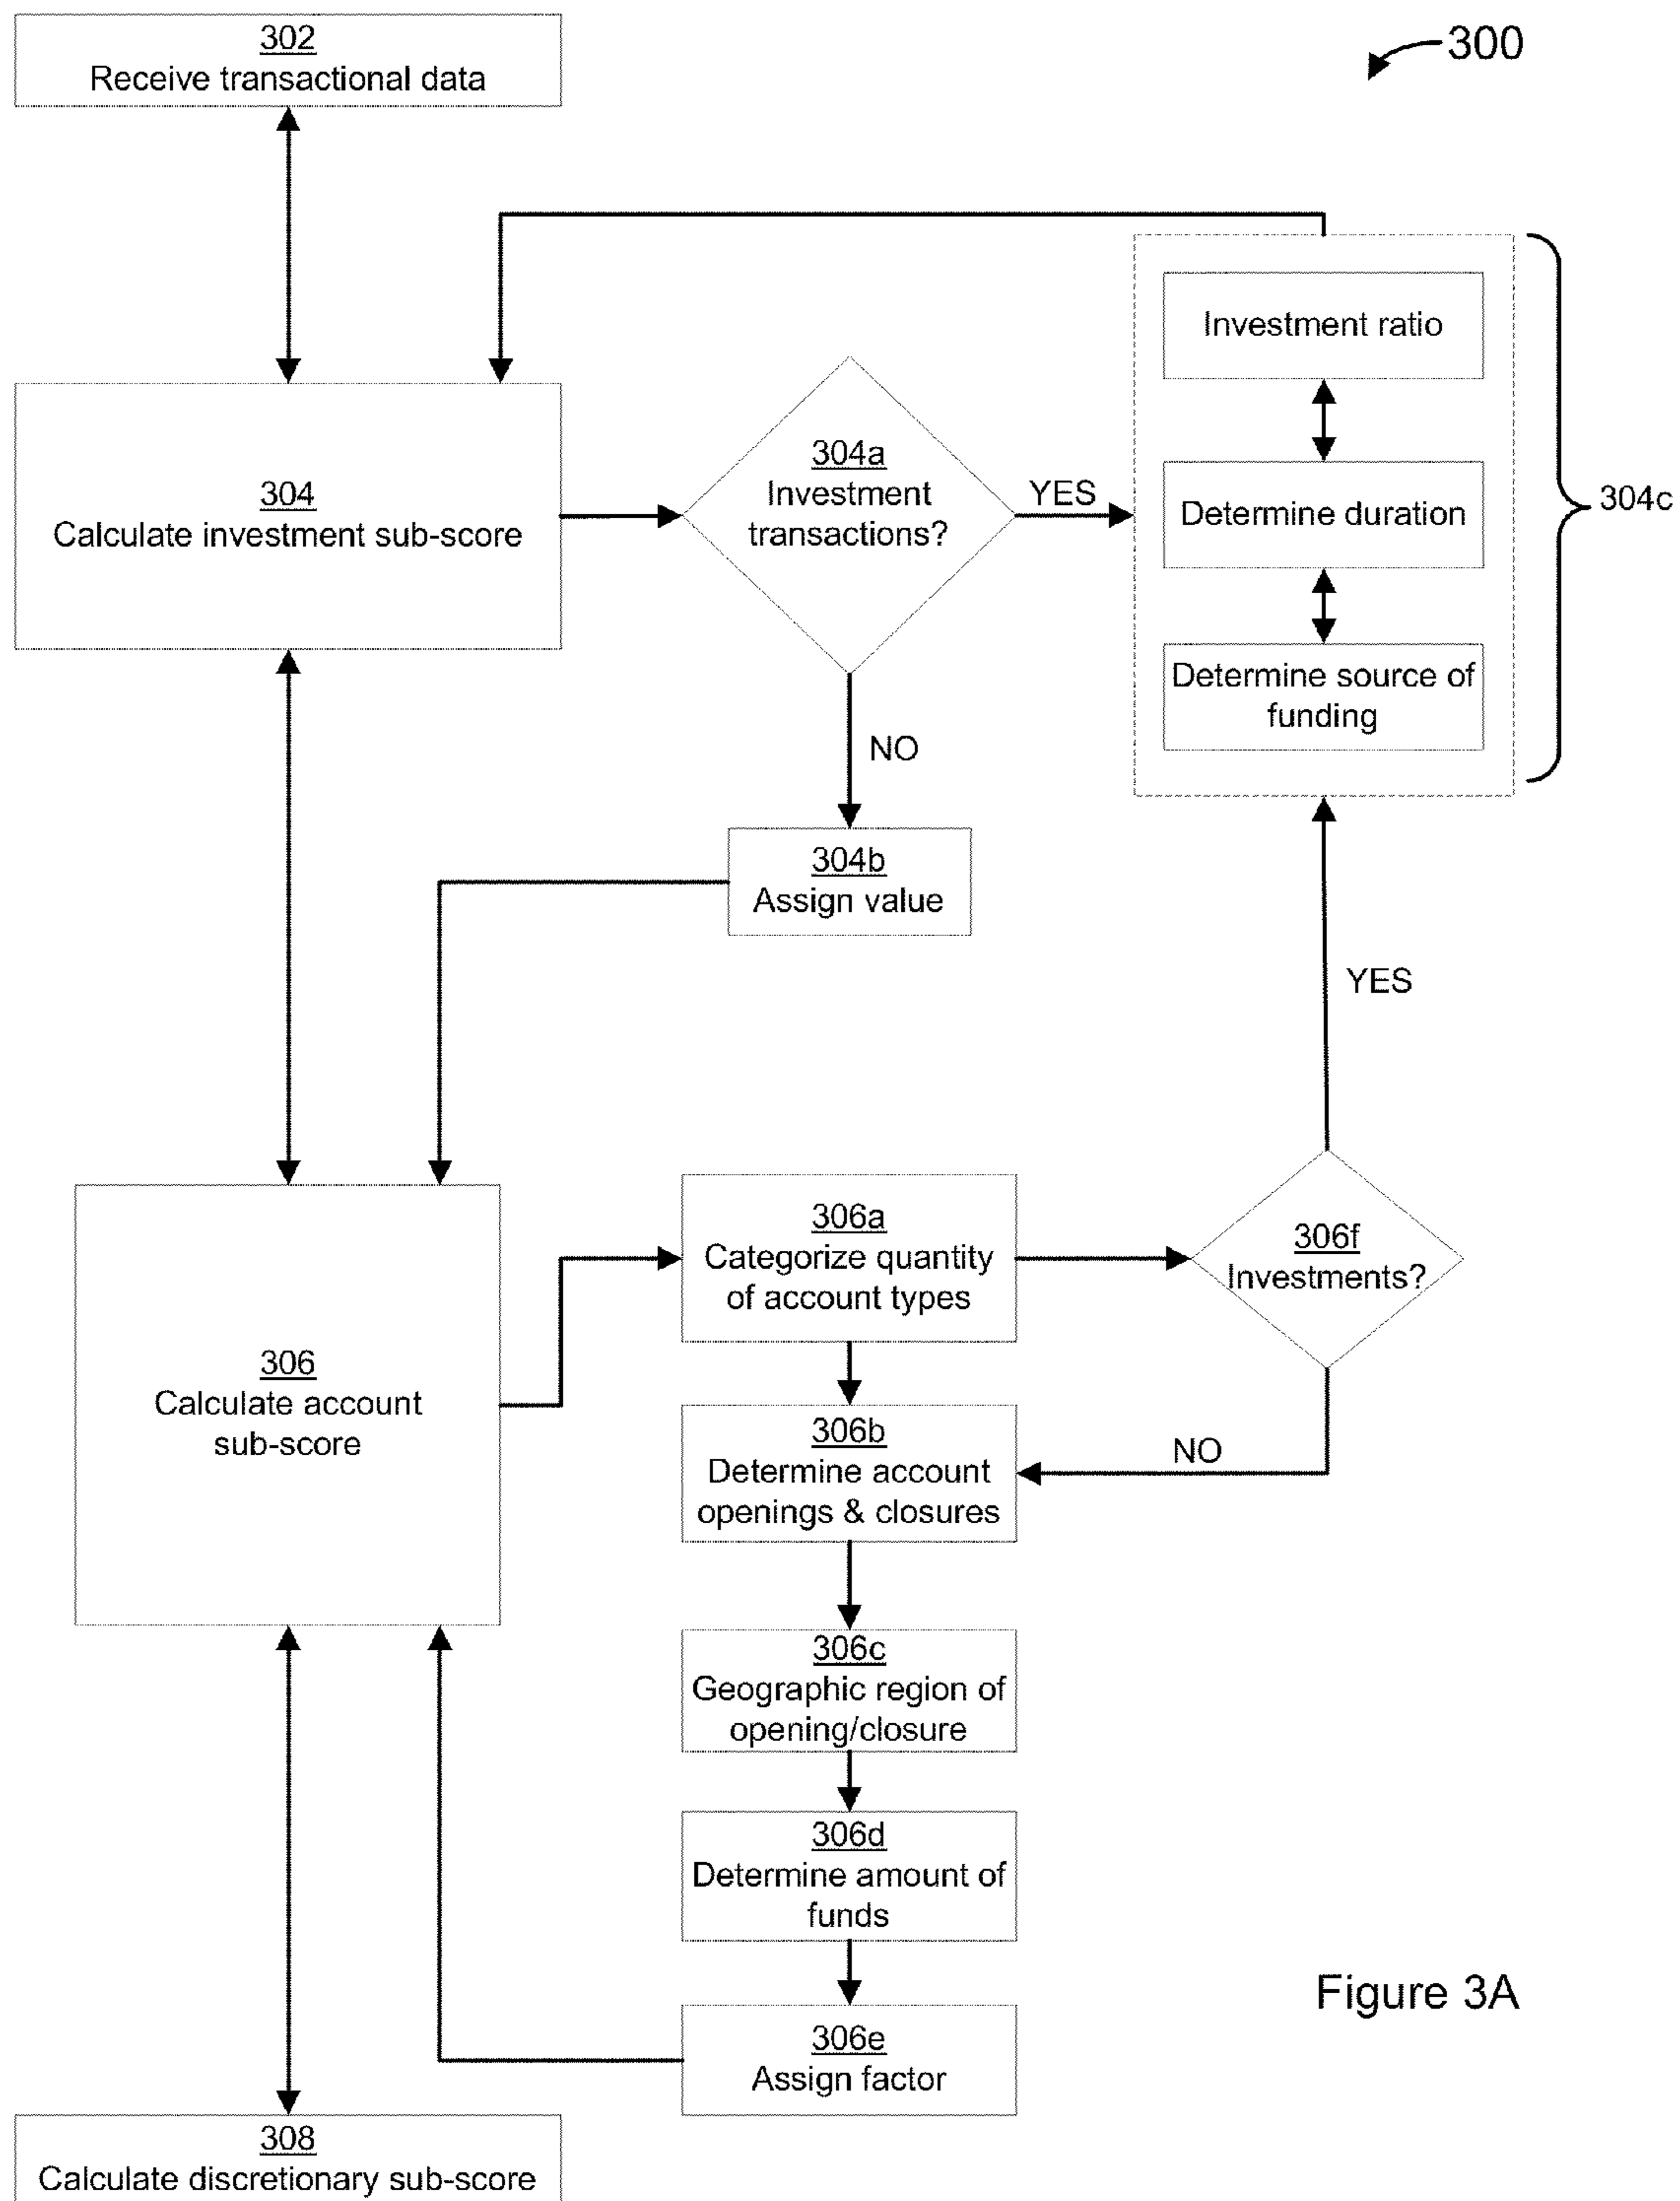 302
Receive transactional data
300
Investment ratio
304a
Investment
transactions?
YES
304
Calculate investment sub-score
Determine duration
304c
Determine source of
funding
NO
304b
Assign value
YES
306a
Categorize quantity
of account types
306f
Investments?
306
Calculate account
sub-score
306b
Determine account
openings & closures
NO
306c
Geographic region of
opening/closure
306d
Determine amount of
funds
306e
Assign factor
Figure 3A
308
Calculate discretionary sub-score